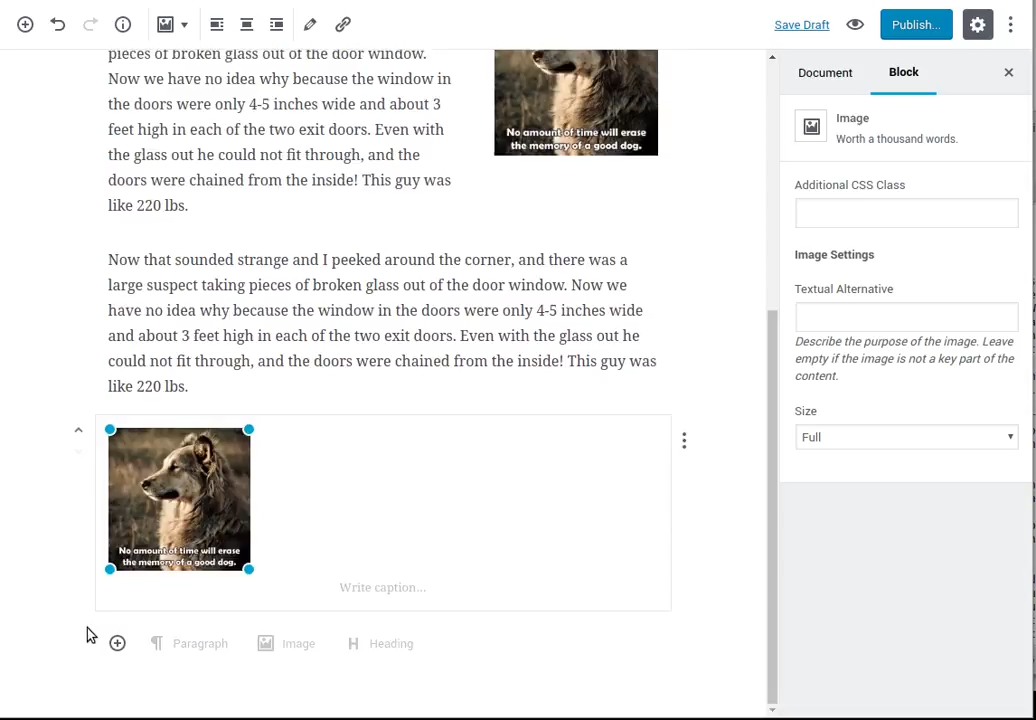 Save Draft
Publish...
pieces of broken glass out of the door window.
Now we have no idea why because the window in
the doors were only 4-5 inches wide and about 3
feet high in each of the two exit doors. Even with
the glass out he could not fit through, and the
doors were chained from the inside! This guy was
like 220 lbs.
No amount of time will erase
the memory of a good dog.
Now that sounded strange and I peeked around the corner, and there was a
large suspect taking pieces of broken glass out of the door window. Now we
have no idea why because the window in the doors were only 4-5 inches wide
and about 3 feet high in each of the two exit doors. Even with the glass out he
could not fit through, and the doors were chained from the inside! This guy was
like 220 lbs.
No amount of time will erase
the memory of a good dog.
Write caption...
Paragraph
Image
H Heading
Document
Block
Image
Worth a thousand words.
Additional CSS Class
Image Settings
Textual Alternative
Describe the purpose of the image. Leave
empty if the image is not a key part of the
content.
Size
Full